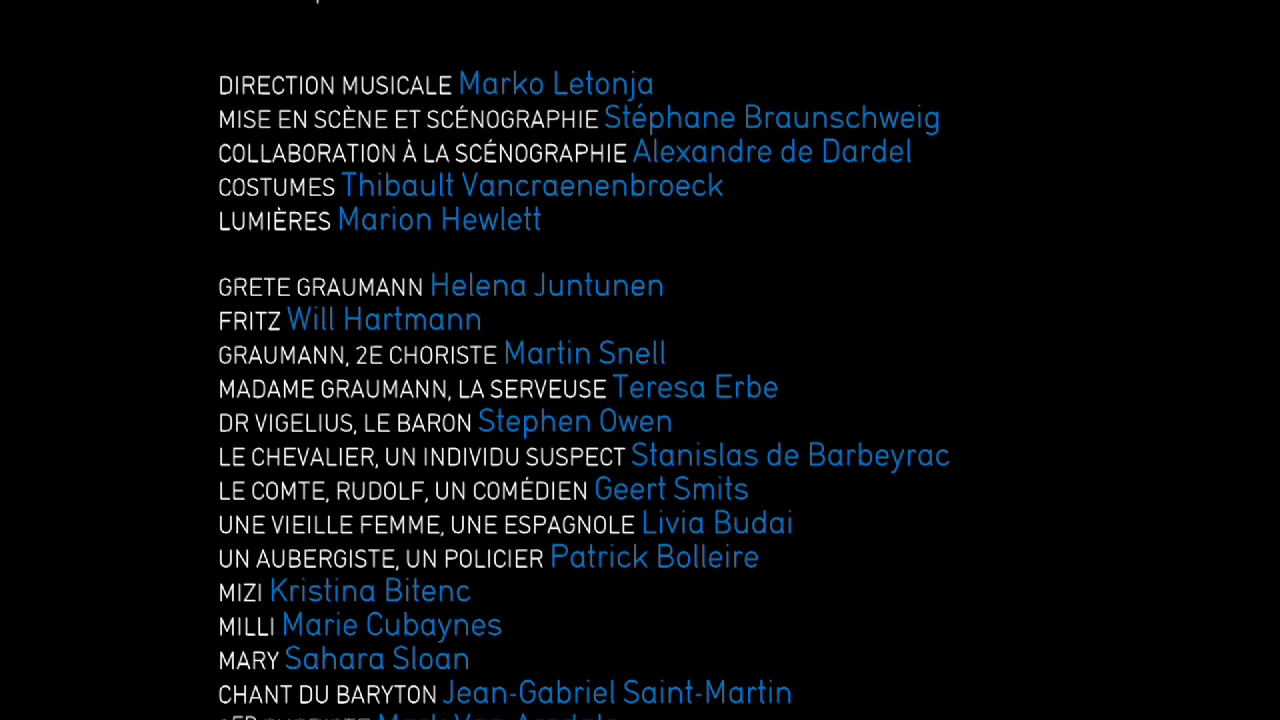 DIRECTION MUSICALE Marko Letonja
MISE EN SCÈNE ET SCÉNOGRAPHIE Stéphane Braunschweig
COLLABORATION À LA SCÉNOGRAPHIE Alexandre de Dardel
COSTUMES Thibault Vancraenenbroeck
LUMIÈRES Marion Hewlett
GRETE GRAUMANN Helena Juntunen
FRITZ Will Hartmann
GRAUMANN, 2E CHORISTE Martin Snell
MADAME GRAUMANN, LA SERVEUSE Teresa Erbe
DR VIGELIUS, LE BARON Stephen Owen
LE CHEVALIER, UN INDIVIDU SUSPECT Stanislas de Barbeyrac
LE COMTE, RUDOLF, UN COMÉDIEN Geert Smits
UNE VIEILLE FEMME, UNE ESPAGNOLE Livia Budai
UN AUBERGISTE, UN POLICIER Patrick Bolleire
MIZI Kristina Bitenc
MILLI Marie Cubaynes
MARY Sahara Sloan
CHANT DU BARYTON Jean-Gabriel Saint-Martin